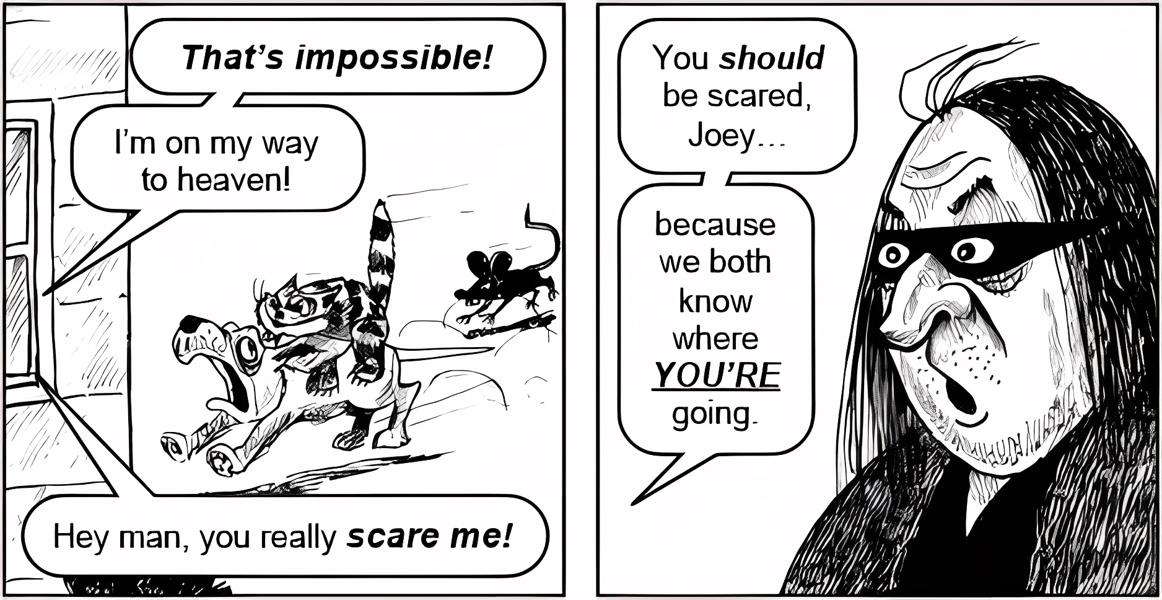 That's impossible!
I'm on my way
to heaven!
Hey man, you really scare me!
You should
be scared,
Joey...
because
we both
know
where
YOU'RE
going.